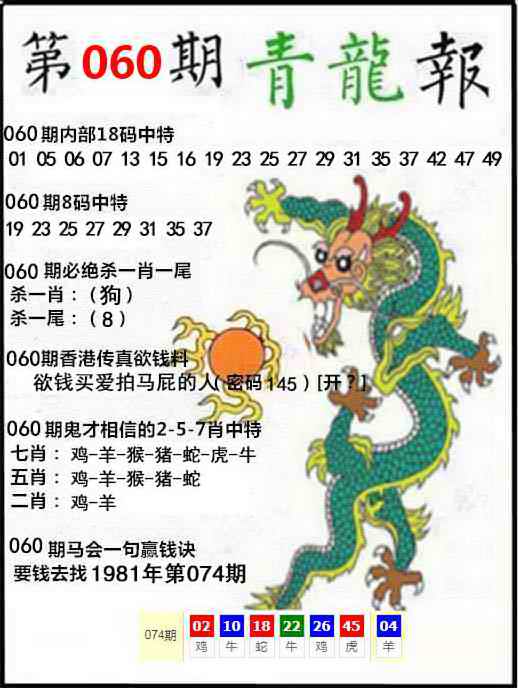 第060期青龍報
060期内部18码中特
01 05 06 07 13 15 16 19 23 25 27 29 31 35 37 42 47 49
060期8码中特
19 23 25 27 29 31 35 37
060 期必绝杀一肖一尾
杀一肖：（狗）
杀一尾：（8）
060期香港传真欲钱料
欲钱买爱拍马屁的人（密码145）[开？]
060期鬼才相信的2-5-7肖中特
七肖：鸡-羊-猴-猪-蛇-虎-牛
五肖：鸡-羊-猴-猪-蛇
二肖：鸡-羊
060期马会一句赢钱诀
要钱去找1981年第074期
074期 02 10 18 22 26 45 04
鸡 牛 蛇 牛 鸡 虎 羊